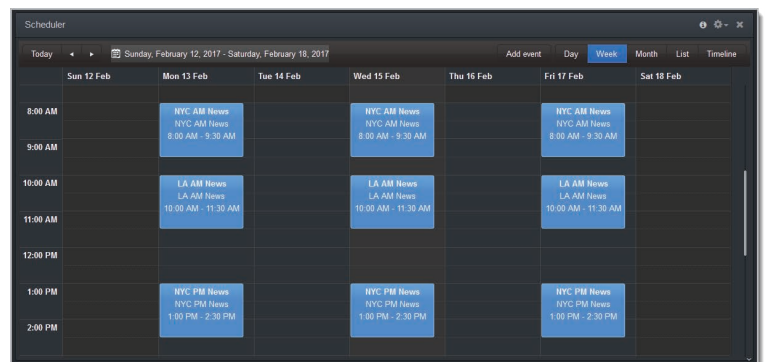 Scheduler
Today
Sunday, February 12, 2017 - Saturday, February 18, 2017
Add event
Day
Week
Month
List
Timeline
Sun 12 Feb
Mon 13 Feb
Tue 14 Feb
Wed 15 Feb
Thu 16 Feb
Fri 17 Feb
Sat 18 Feb
8:00 AM
NYC AM News
NYC AM News
8:00 AM - 9:30 AM
NYC AM News
NYC AM News
8:00 AM - 9:30 AM
NYC AM News
NYC AM News
8:00 AM - 9:30 AM
9:00 AM
10:00 AM
LA AM News
LA AM News
10:00 AM - 11:30 AM
LA AM News
LA AM News
10:00 AM - 11:30 AM
LA AM News
LA AM News
10:00 AM - 11:30 AM
11:00 AM
12:00 PM
1:00 PM
NYC PM News
NYC PM News
1:00 PM - 2:30 PM
NYC PM News
NYC PM News
1:00 PM - 2:30 PM
NYC PM News
NYC PM News
1:00 PM - 2:30 PM
2:00 PM